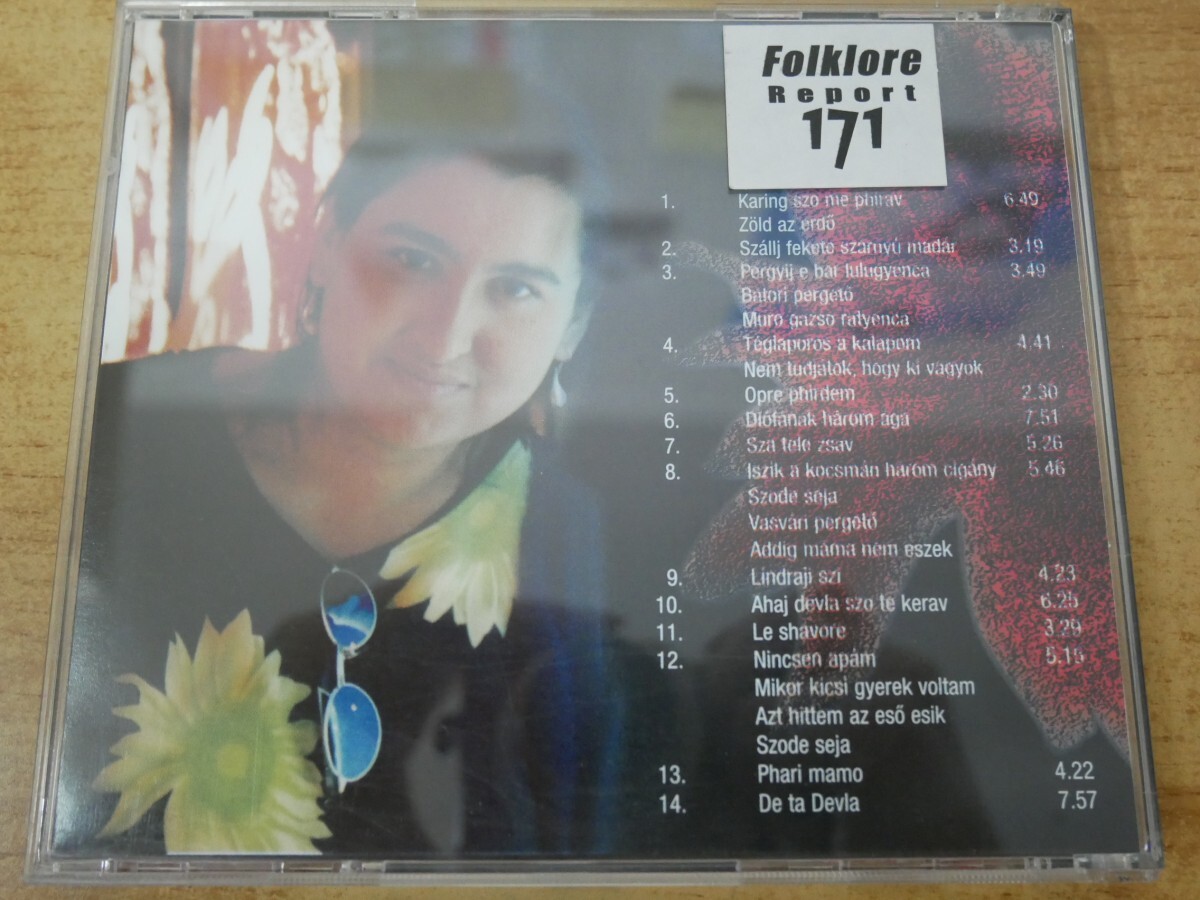 Folklore
Report
171
1. Karing szo me phirav 6.49
Zöld az erdő
2. Szállj fekete szárnyú madár 3.19
3. Pergyij e bar lulugyenca 3.49
Bátori pergető
Muro gazso ratyenca
4. Téglaporos a kalapom 4.41
Nem tudjátok, hogy ki vagyok
5. Opre phirdem 2.30
6. Diófának három ága 7.51
7. Sza tele zsav 5.26
8. Iszik a kocsmán három cigány 5.46
Szode seja
Vasvári pergető
Addig máma nem eszek
9. Lindraji szi 4.23
10. Ahaj devla szo te kerav 6.25
11. Le shavore 3.29
12. Nincsen apám 5.19
Mikor kicsi gyerek voltam
Azt hittem az eső esik
Szode seja
13. Phari mamo 4.22
14. De ta Devla 7.57